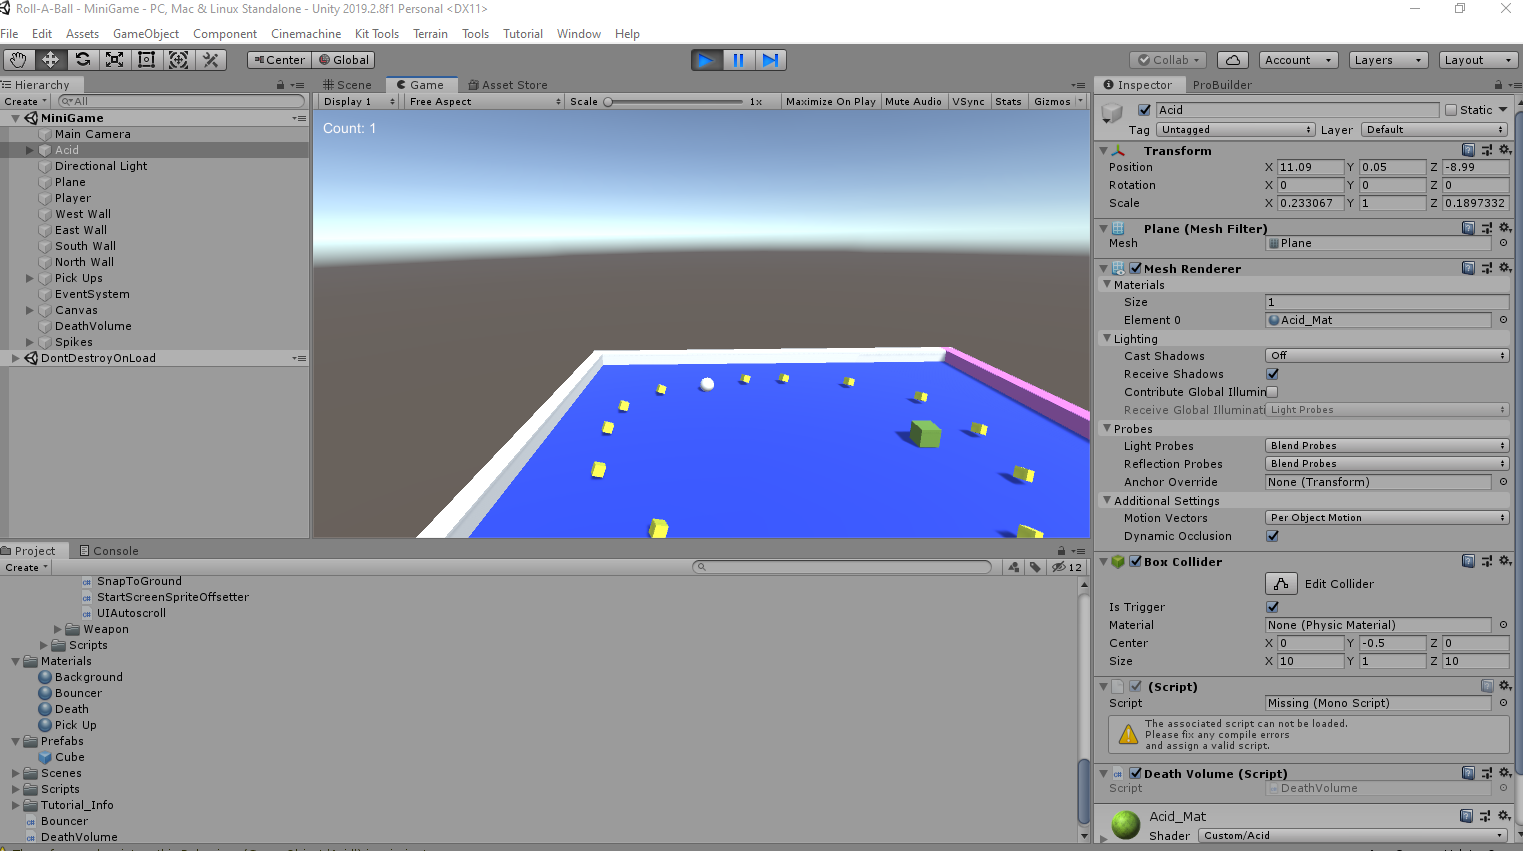 Roll-A-Ball - MiniGame - PC, Mac & Linux Standalone - Unity 2019.2.8f1 Personal <DX11>
File Edit Assets GameObject Component Cinemachine Kit Tools Terrain Tools Tutorial Window Help
Center Global Collab Account Layers Layout
Hierarchy
Create All
MiniGame
Main Camera
Acid
Directional Light
Plane
Player
West Wall
East Wall
South Wall
North Wall
Pick Ups
EventSystem
Canvas
DeathVolume
Spikes
DontDestroyOnLoad
Scene Game Asset Store
Display 1 Free Aspect Scale 1x Maximize On Play Mute Audio VSync Stats Gizmos
Count: 1
Project Console
Create 12
SnapToGround
StartScreenSpriteOffsetter
UIAutoscroll
Weapon
Scripts
Materials
Background
Bouncer
Death
Pick Up
Prefabs
Cube
Scenes
Scripts
Tutorial_Info
Bouncer
DeathVolume
Inspector ProBuilder
Acid Static
Tag Untagged Layer Default
Transform
Position X 11.09 Y 0.05 Z -8.99
Rotation X 0 Y 0 Z 0
Scale X 0.233067 Y 1 Z 0.1897332
Plane (Mesh Filter)
Mesh Plane
Mesh Renderer
Materials
Size 1
Element 0 Acid_Mat
Lighting
Cast Shadows Off
Receive Shadows
Contribute Global Illumin
Receive Global Illuminati Light Probes
Probes
Light Probes Blend Probes
Reflection Probes Blend Probes
Anchor Override None (Transform)
Additional Settings
Motion Vectors Per Object Motion
Dynamic Occlusion
Box Collider
Edit Collider
Is Trigger
Material None (Physic Material)
Center X 0 Y -0.5 Z 0
Size X 10 Y 1 Z 10
(Script)
Script Missing (Mono Script)
The associated script can not be loaded.
Please fix any compile errors
and assign a valid script.
Death Volume (Script)
Script DeathVolume
Acid_Mat
Shader Custom/Acid